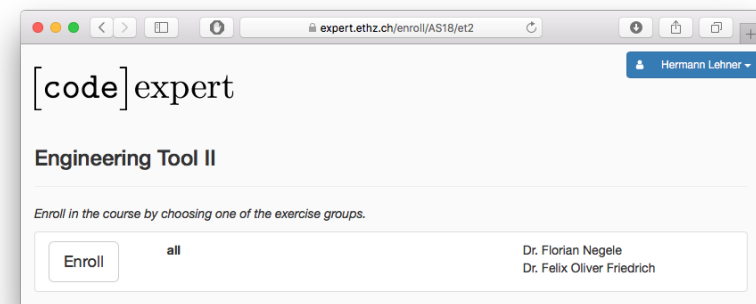 expert.ethz.ch/enroll/AS18/et2
Hermann Lehner
[code]expert
Engineering Tool II
Enroll in the course by choosing one of the exercise groups.
Enroll all Dr. Florian Negele
Dr. Felix Oliver Friedrich